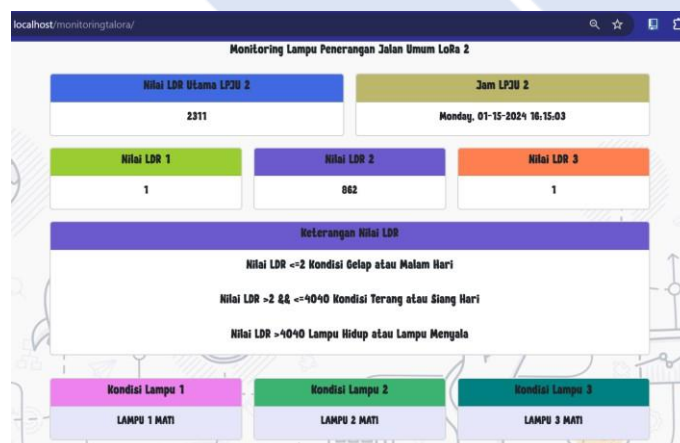 localhost/monitoringtalora/
Monitoring Lampu Penerangan Jalan Umum LoRa 2
Nilai LDR Utama LPJU 2
Jam LPJU 2
2311
Monday, 01-15-2024 16:15:03
Nilai LDR 1
Nilai LDR 2
Nilai LDR 3
1
862
1
Keterangan Nilai LDR
Nilai LDR <=2 Kondisi Gelap atau Malam Hari
Nilai LDR >2 && <=4040 Kondisi Terang atau Siang Hari
Nilai LDR >4040 Lampu Hidup atau Lampu Menyala
Kondisi Lampu 1
Kondisi Lampu 2
Kondisi Lampu 3
LAMPU 1 MATI
LAMPU 2 MATI
LAMPU 3 MATI